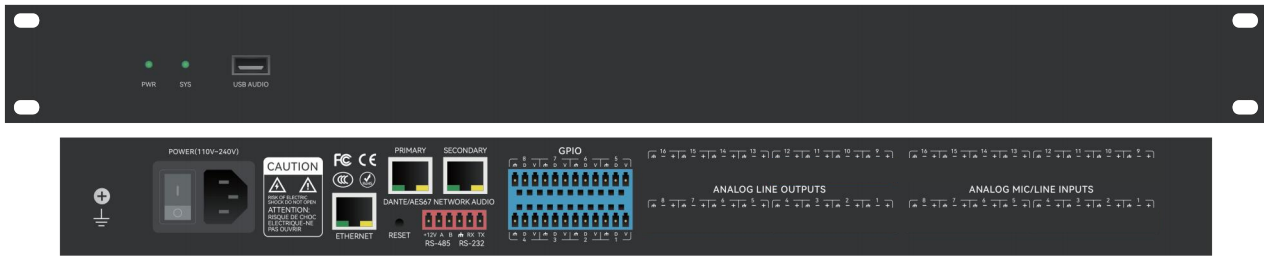 PWR SYS USB AUDIO
POWER(110V~240V)
CAUTION
RISK OF ELECTRIC
SHOCK DO NOT OPEN
ATTENTION:
RISQUE DE CHOC
ELECTRIQUE-NE
PAS OUVRIR
FC CE
CCC
ETHERNET
PRIMARY SECONDARY
DANTE/AES67 NETWORK AUDIO
RESET
+12V A B RX TX
RS-485 RS-232
GPIO
8 7 6 5
D V D V D V D V
D V D V D V D V
4 3 2 1
16 15 14 13 12 11 10 9
- + - + - + - + - + - + - + - +
ANALOG LINE OUTPUTS
8 7 6 5 4 3 2 1
- + - + - + - + - + - + - + - +
16 15 14 13 12 11 10 9
- + - + - + - + - + - + - + - +
ANALOG MIC/LINE INPUTS
8 7 6 5 4 3 2 1
- + - + - + - + - + - + - + - +